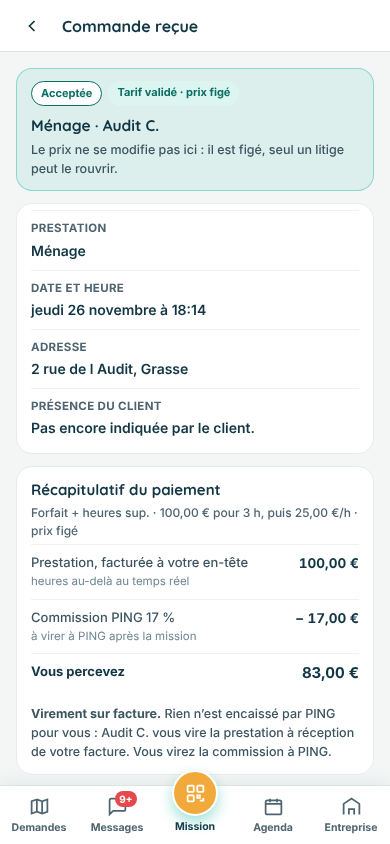 Commande reçue
Acceptée
Tarif validé · prix figé
Ménage · Audit C.
Le prix ne se modifie pas ici : il est figé, seul un litige
peut le rouvrir.
PRESTATION
Ménage
DATE ET HEURE
jeudi 26 novembre à 18:14
ADRESSE
2 rue de l Audit, Grasse
PRÉSENCE DU CLIENT
Pas encore indiquée par le client.
Récapitulatif du paiement
Forfait + heures sup. · 100,00 € pour 3 h, puis 25,00 €/h ·
prix figé
Prestation, facturée à votre en-tête 100,00 €
heures au-delà au temps réel
Commission PING 17 % − 17,00 €
à virer à PING après la mission
Vous percevez 83,00 €
Virement sur facture. Rien n’est encaissé par PING
pour vous : Audit C. vous vire la prestation à réception
de votre facture. Vous virez la commission à PING.
9+
Demandes Messages Mission Agenda Entreprise